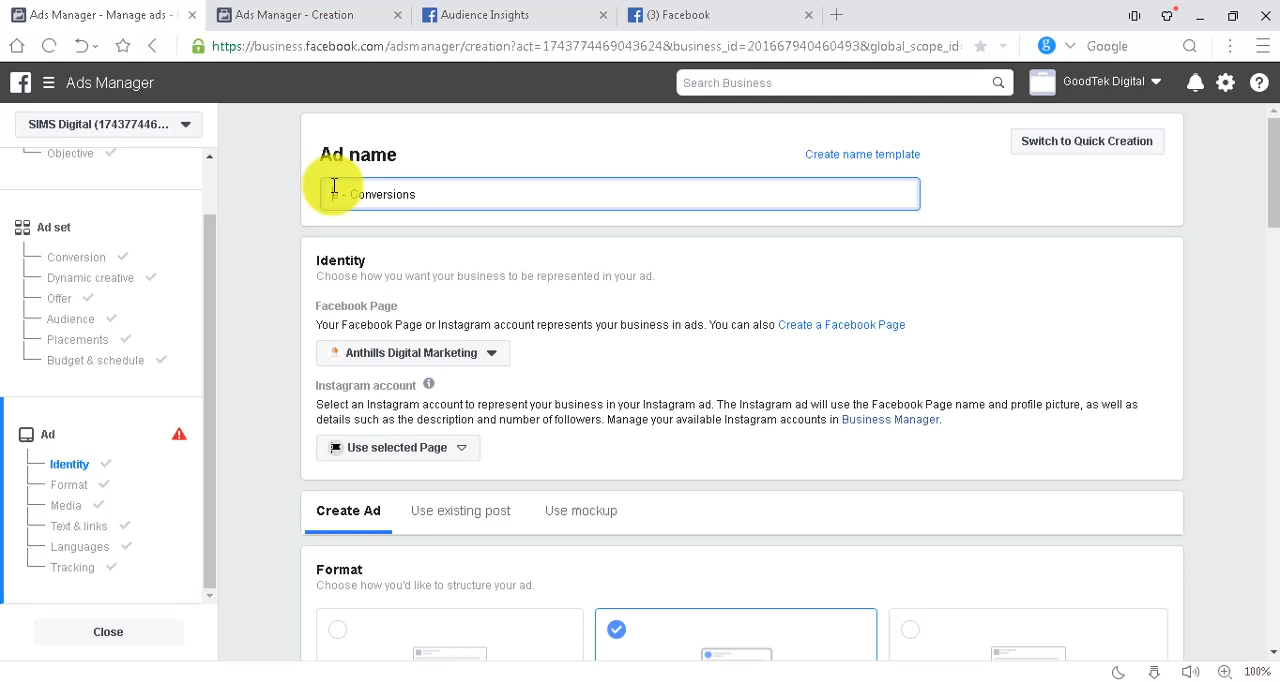 Ads Manager - Manage ads -
Ads Manager - Creation
Audience Insights
(3) Facebook
https://business.facebook.com/adsmanager/creation?act=1743774469043624&business_id=201667940460493&global_scope_id=
Google
Ads Manager
Search Business
GoodTek Digital
SIMS Digital (174377446...
Objective
Ad set
Conversion
Dynamic creative
Offer
Audience
Placements
Budget & schedule
Ad
Identity
Format
Media
Text & links
Languages
Tracking
Close
Ad name
Create name template
Switch to Quick Creation
- Conversions
Identity
Choose how you want your business to be represented in your ad.
Facebook Page
Your Facebook Page or Instagram account represents your business in ads. You can also Create a Facebook Page
Anthills Digital Marketing
Instagram account
Select an Instagram account to represent your business in your Instagram ad. The Instagram ad will use the Facebook Page name and profile picture, as well as
details such as the description and number of followers. Manage your available Instagram accounts in Business Manager.
Use selected Page
Create Ad
Use existing post
Use mockup
Format
Choose how you'd like to structure your ad.
100%